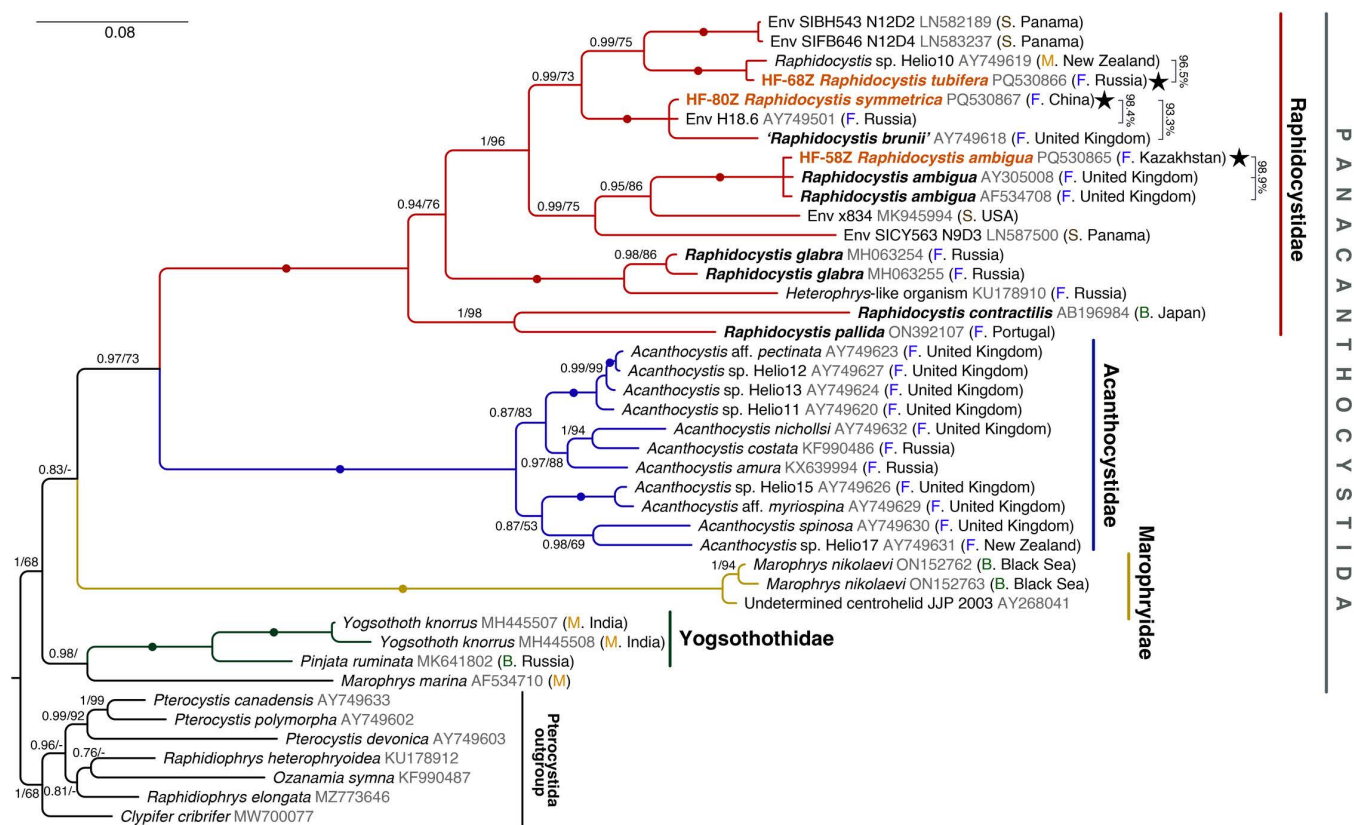 0.08
Env SIBH543 N12D2 LN582189 (S. Panama)
Env SIFB646 N12D4 LN583237 (S. Panama)
0.99/75
Raphidocystis sp. Helio10 AY749619 (M. New Zealand)
HF-68Z Raphidocystis tubifera PQ530866 (F. Russia)★
96.5%
0.99/73
HF-80Z Raphidocystis symmetrica PQ530867 (F. China)★
Env H18.6 AY749501 (F. Russia)
98.4%
'Raphidocystis brunii' AY749618 (F. United Kingdom)
93.3%
1/96
HF-58Z Raphidocystis ambigua PQ530865 (F. Kazakhstan)★
Raphidocystis ambigua AY305008 (F. United Kingdom)
98.9%
0.95/86
Raphidocystis ambigua AF534708 (F. United Kingdom)
0.99/75
Env x834 MK945994 (S. USA)
0.94/76
Env SICY563 N9D3 LN587500 (S. Panama)
0.98/86
Raphidocystis glabra MH063254 (F. Russia)
Raphidocystis glabra MH063255 (F. Russia)
Heterophrys-like organism KU178910 (F. Russia)
1/98
Raphidocystis contractilis AB196984 (B. Japan)
Raphidocystis pallida ON392107 (F. Portugal)
Raphidocystidae
0.97/73
Acanthocystis aff. pectinata AY749623 (F. United Kingdom)
0.99/99
Acanthocystis sp. Helio12 AY749627 (F. United Kingdom)
Acanthocystis sp. Helio13 AY749624 (F. United Kingdom)
Acanthocystis sp. Helio11 AY749620 (F. United Kingdom)
0.87/83
1/94
Acanthocystis nichollsi AY749632 (F. United Kingdom)
Acanthocystis costata KF990486 (F. Russia)
0.97/88
Acanthocystis amura KX639994 (F. Russia)
Acanthocystis sp. Helio15 AY749626 (F. United Kingdom)
Acanthocystis aff. myriospina AY749629 (F. United Kingdom)
0.87/53
Acanthocystis spinosa AY749630 (F. United Kingdom)
0.98/69
Acanthocystis sp. Helio17 AY749631 (F. New Zealand)
Acanthocystidae
0.83/-
1/94
Marophrys nikolaevi ON152762 (B. Black Sea)
Marophrys nikolaevi ON152763 (B. Black Sea)
Undetermined centrohelid JJP 2003 AY268041
Marophryidae
1/68
Yogsothoth knorrus MH445507 (M. India)
Yogsothoth knorrus MH445508 (M. India)
Pinjata ruminata MK641802 (B. Russia)
Yogsothothidae
0.98/
Marophrys marina AF534710 (M)
PANACANTHOCYSTIDA
1/99
Pterocystis canadensis AY749633
0.99/92
Pterocystis polymorpha AY749602
Pterocystis devonica AY749603
0.96/-
0.76/-
Raphidiophrys heterophryoidea KU178912
Ozanamia symna KF990487
1/68
0.81/-
Raphidiophrys elongata MZ773646
Clypifer cribrifer MW700077
Pterocystida
outgroup